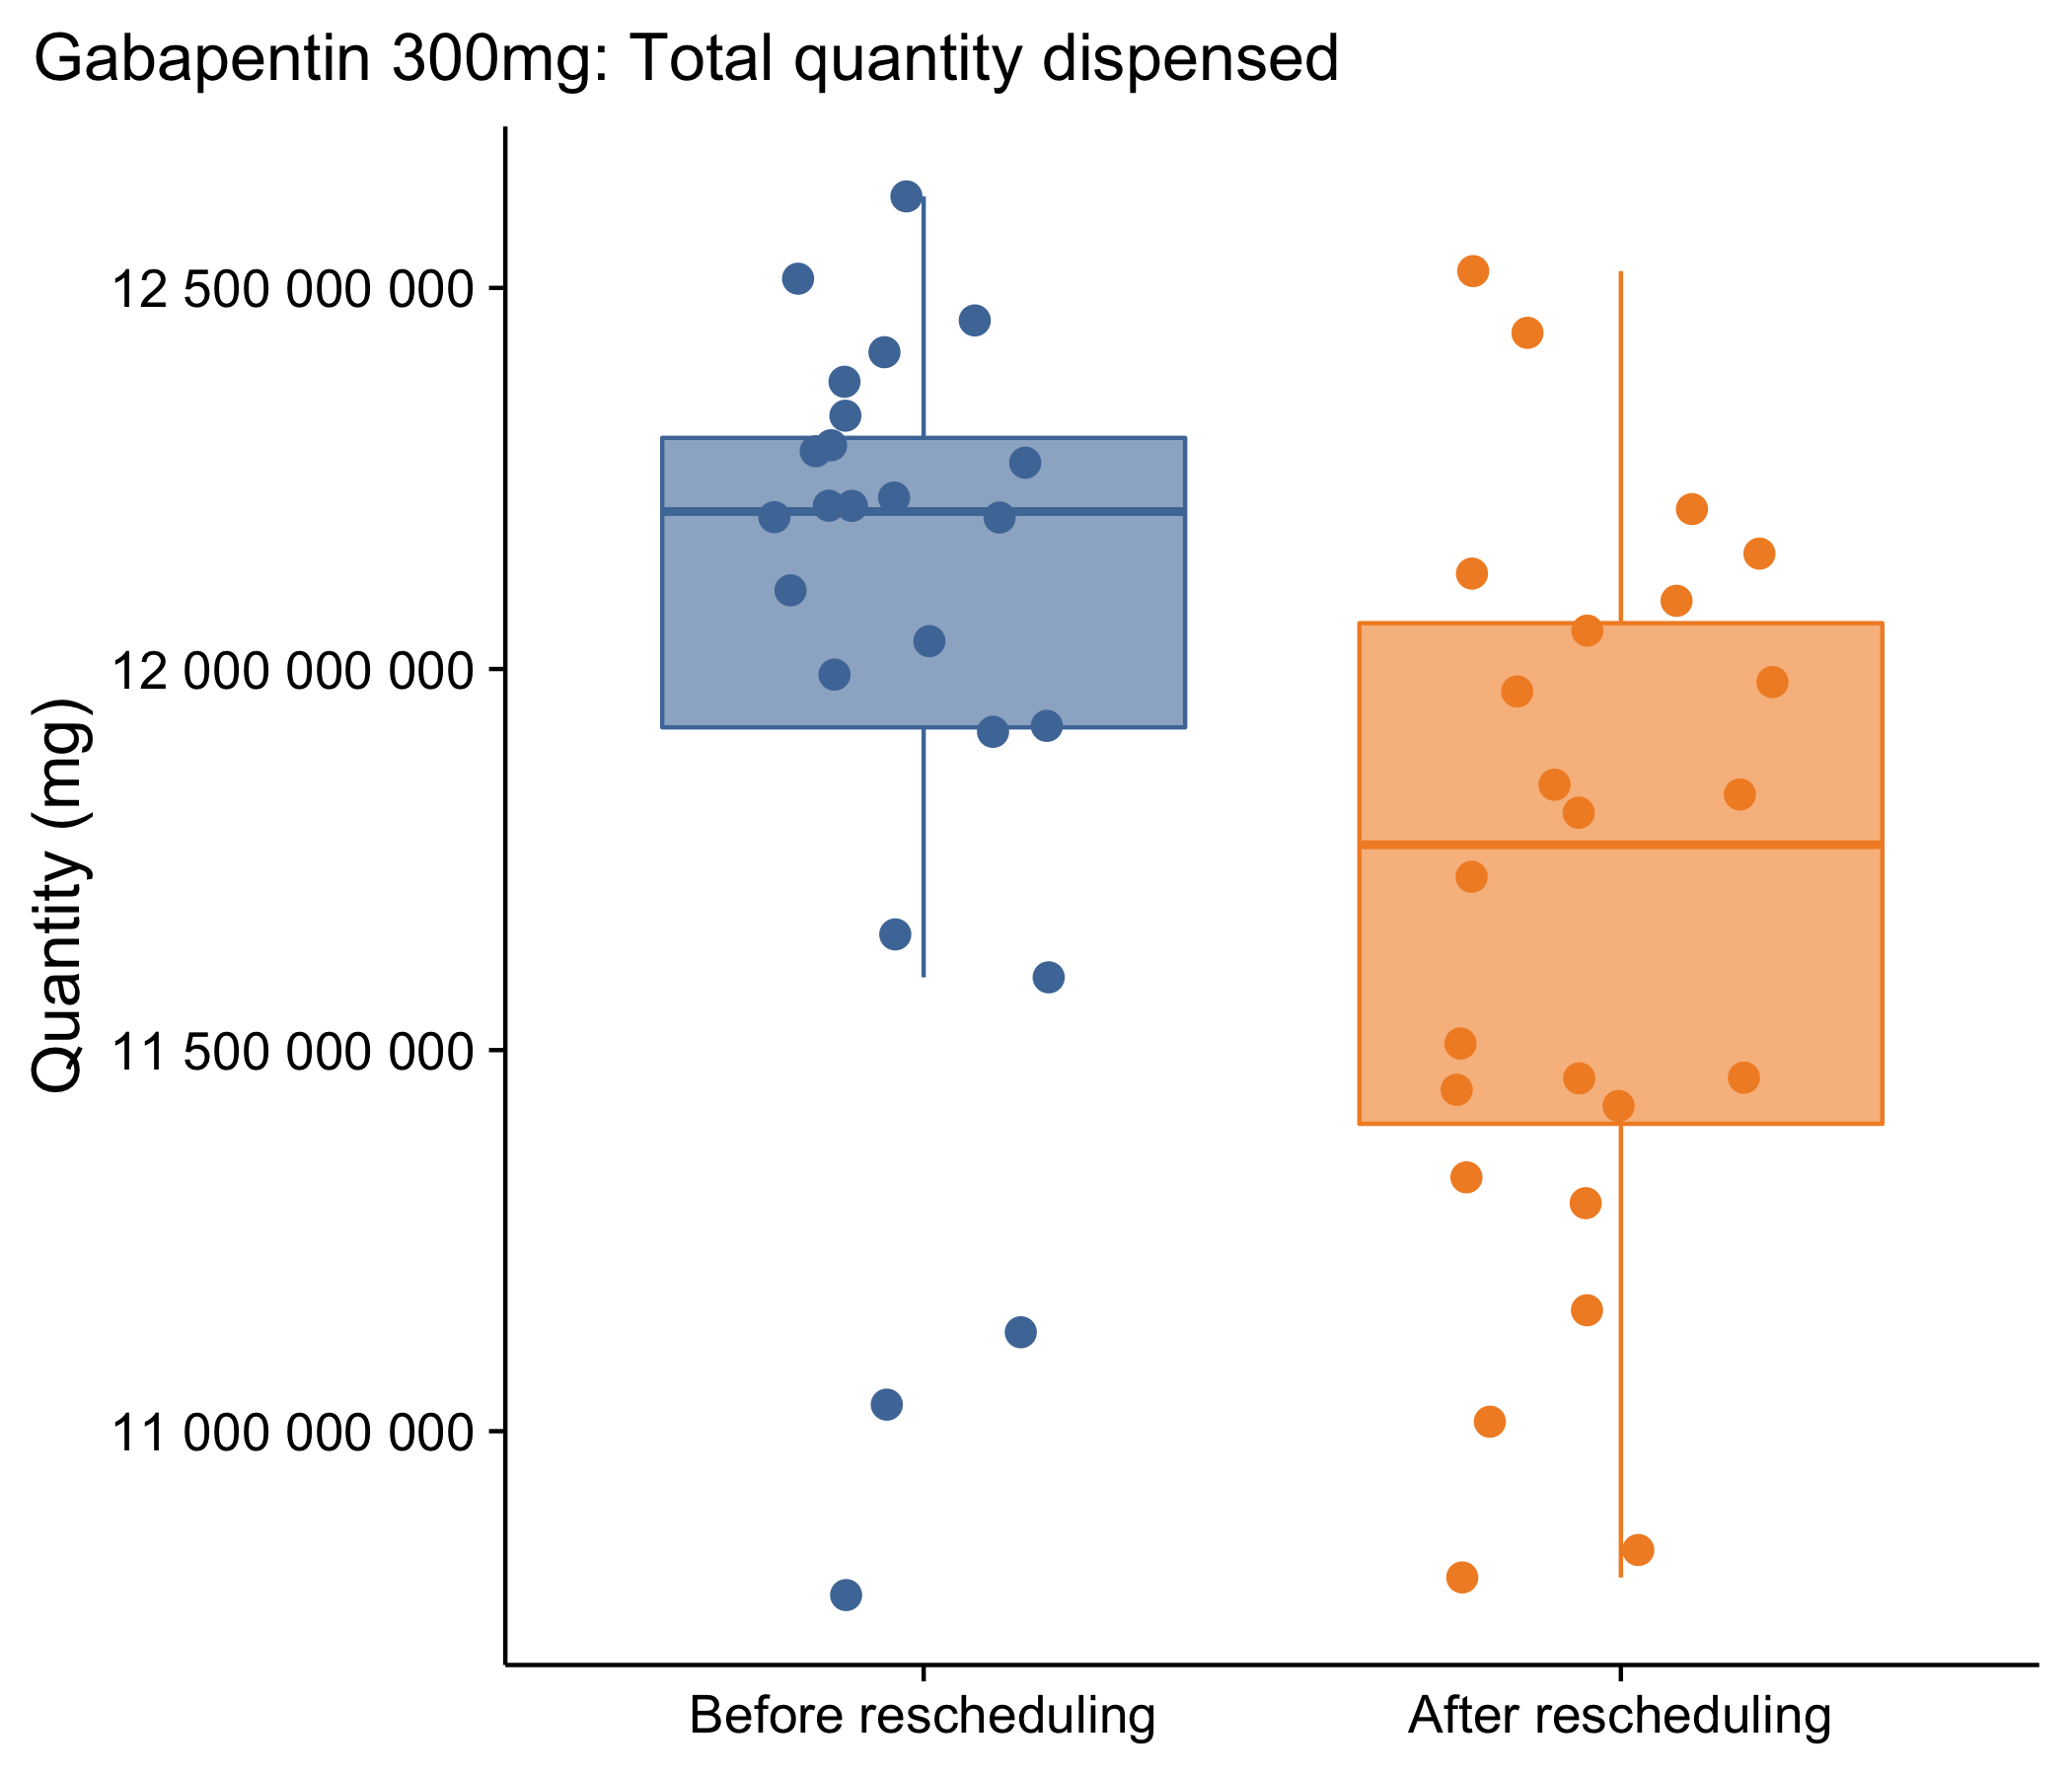 Gabapentin 300mg: Total quantity dispensed
Quantity (mg)
12 500 000 000
12 000 000 000
11 500 000 000
11 000 000 000
Before rescheduling
After rescheduling